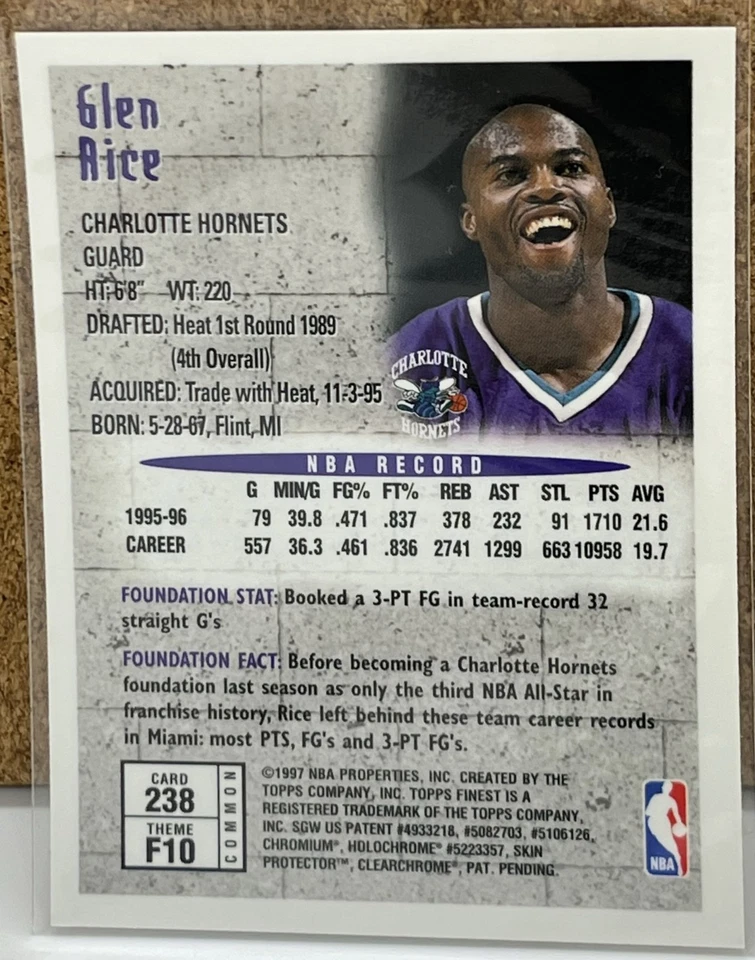 Glen
Rice
CHARLOTTE HORNETS
GUARD
HT: 6'8" WT: 220
DRAFTED: Heat 1st Round 1989
(4th Overall)
ACQUIRED: Trade with Heat, 11-3-95
BORN: 5-28-67, Flint, MI
CHARLOTTE
HORNETS
NBA RECORD
G MIN/G FG% FT% REB AST STL PTS AVG
1995-96 79 39.8 .471 .837 378 232 91 1710 21.6
CAREER 557 36.3 .461 .836 2741 1299 663 10958 19.7
FOUNDATION STAT: Booked a 3-PT FG in team-record 32
straight G's
FOUNDATION FACT: Before becoming a Charlotte Hornets
foundation last season as only the third NBA All-Star in
franchise history, Rice left behind these team career records
in Miami: most PTS, FG's and 3-PT FG's.
CARD
238
THEME
F10
COMMON
©1997 NBA PROPERTIES, INC. CREATED BY THE
TOPPS COMPANY, INC. TOPPS FINEST IS A
REGISTERED TRADEMARK OF THE TOPPS COMPANY,
INC. SGW US PATENT #4933218, #5082703, #5106126,
CHROMIUM®, HOLOCHROME® #5223357, SKIN
PROTECTOR™, CLEARCHROME®, PAT. PENDING.
NBA